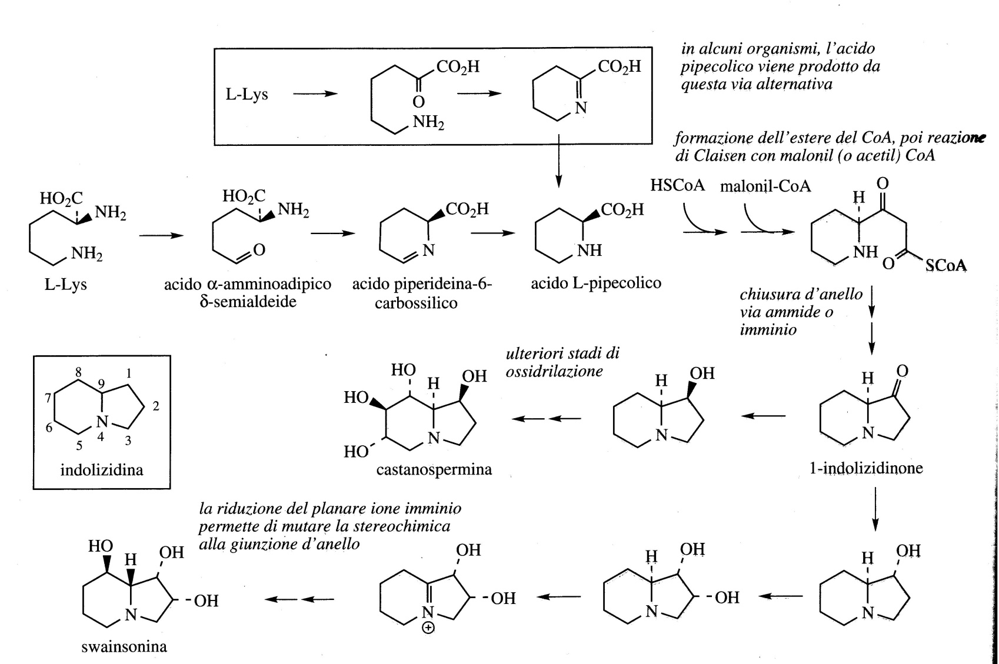 in alcuni organismi, l'acido
pipecolico viene prodotto da
questa via alternativa
L-Lys
CO₂H
O
NH₂
CO₂H
N
formazione dell'estere del CoA, poi reazione
di Claisen con malonil (o acetil) CoA
HO₂C
NH₂
NH₂
L-Lys
HO₂C
NH₂
O
acido α-amminoadipico
δ-semialdeide
CO₂H
N
acido piperideina-6-
carbossilico
CO₂H
NH
acido L-pipecolico
HSCoA
malonil-CoA
O
H
NH
O
SCoA
chiusura d'anello
via ammide o
imminio
8
1
9
7
2
6
N
5
4
3
indolizidina
HO
H
OH
HO
HO
N
castanospermina
ulteriori stadi di
ossidrilazione
H
OH
N
H
O
N
1-indolizidinone
la riduzione del planare ione imminio
permette di mutare la stereochimica
alla giunzione d'anello
HO
H
OH
OH
N
swainsonina
OH
OH
N
+
H
OH
OH
N
H
OH
N